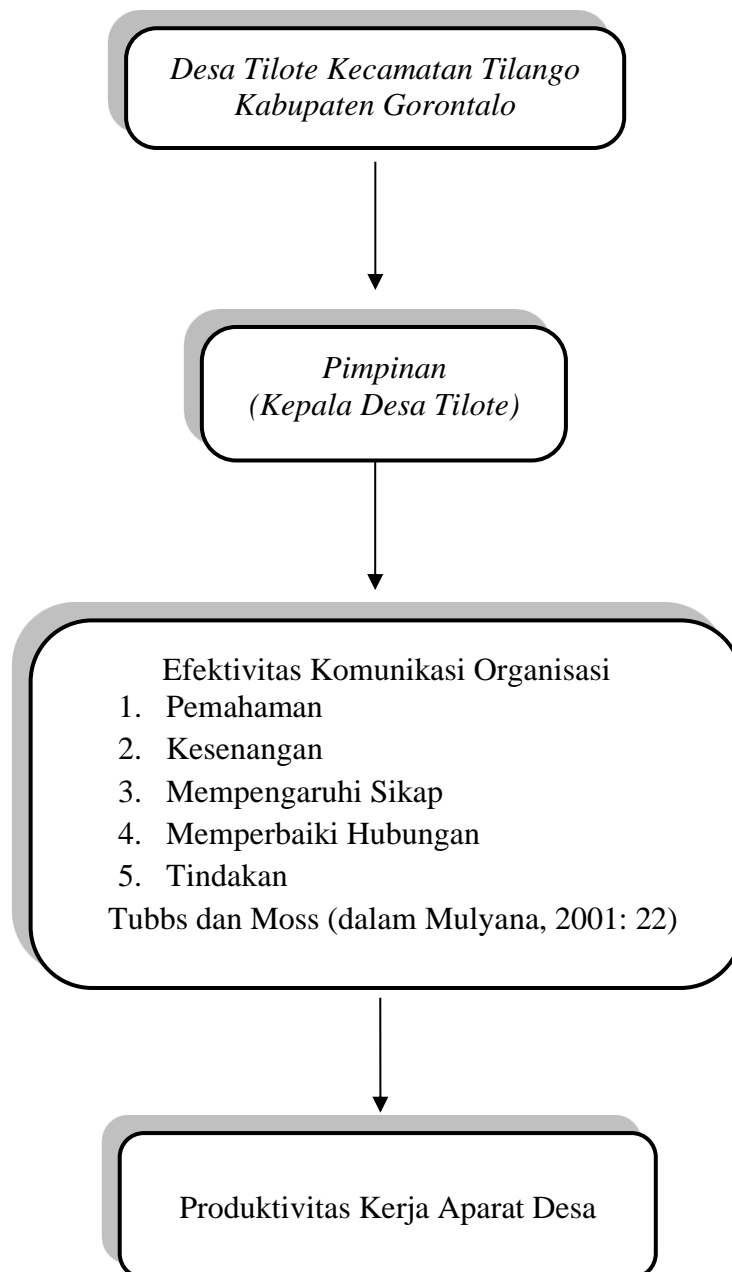 Desa Tilote Kecamatan Tilango
Kabupaten Gorontalo
Pimpinan
(Kepala Desa Tilote)
Efektivitas Komunikasi Organisasi
1. Pemahaman
2. Kesenangan
3. Mempengaruhi Sikap
4. Memperbaiki Hubungan
5. Tindakan
Tubbs dan Moss (dalam Mulyana, 2001: 22)
Produktivitas Kerja Aparat Desa